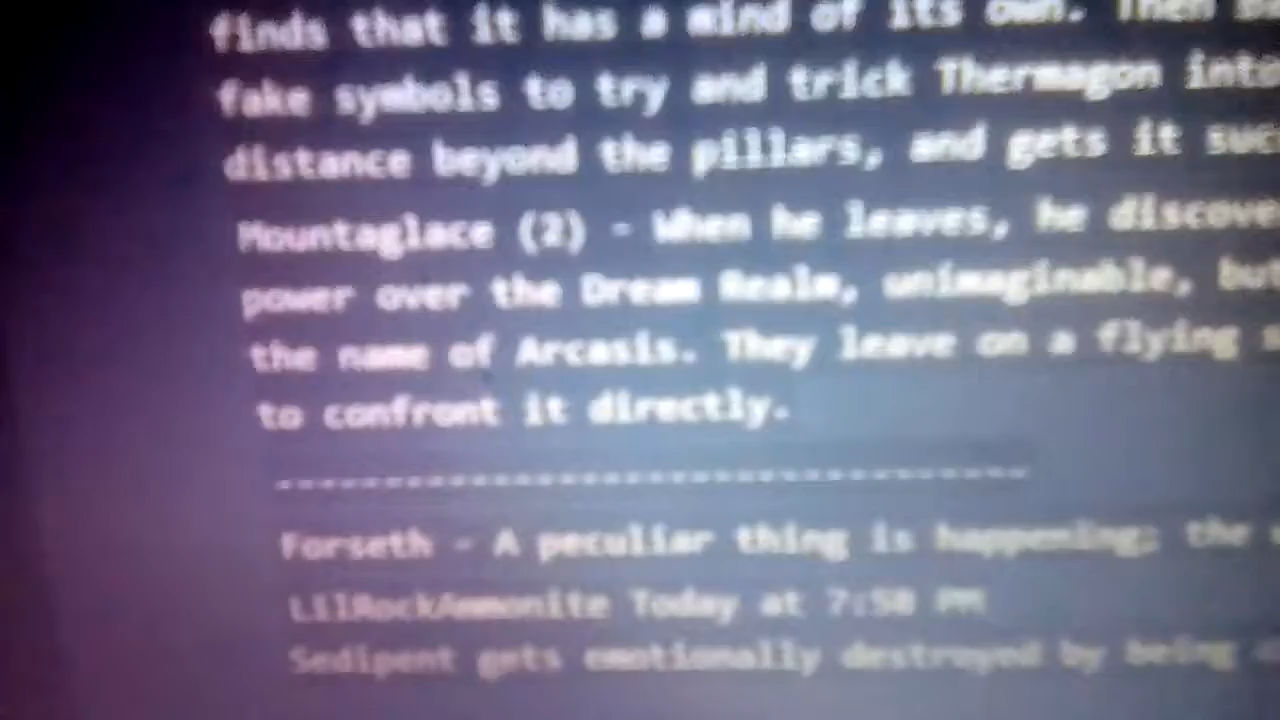 finds that it has a mind of its own. Then
fake symbols to try and trick Thermagon into
distance beyond the pillars, and gets it
Mountaglace (2) - When he leaves, he
power over the Dream Realm, unimaginable, but
the name of Arcasis. They leave on a flying
to confront it directly.
-----------------------------------
Forseth - A peculiar thing is happening; the
LilRockAmmonite Today at 7:50 PM
Sedipent gets emotionally destroyed by being